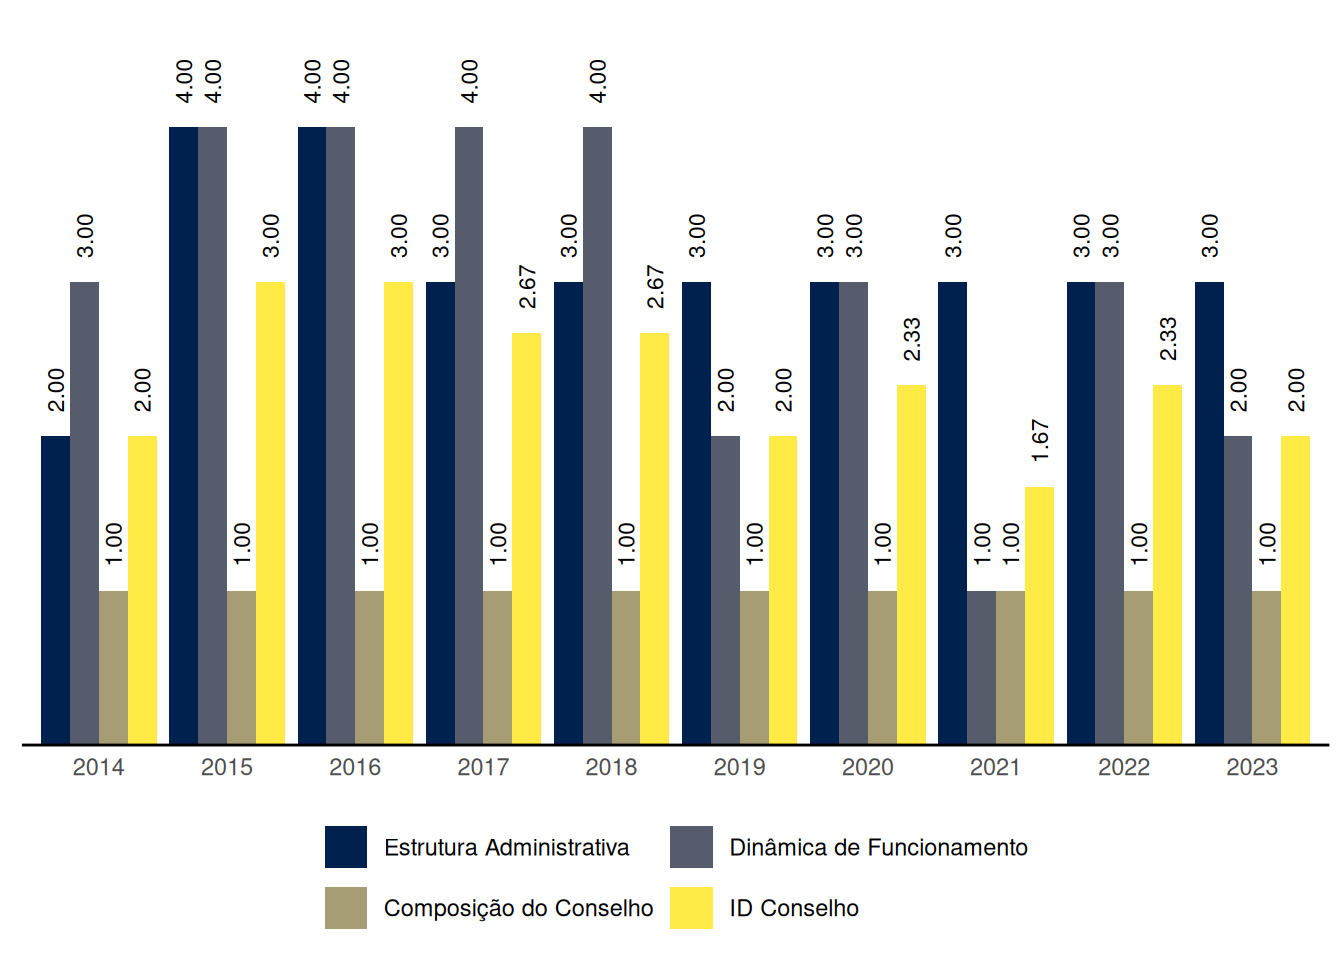 4.00 4.00 4.00 4.00 4.00 4.00
3.00 3.00 3.00 3.00 3.00 3.00 3.00 3.00 3.00 3.00 3.00 3.00
2.67 2.67
2.33 2.33
2.00 2.00 2.00 2.00 2.00 2.00
1.67
1.00 1.00 1.00 1.00 1.00 1.00 1.00 1.00 1.00 1.00 1.00
2014 2015 2016 2017 2018 2019 2020 2021 2022 2023
Estrutura Administrativa Dinâmica de Funcionamento
Composição do Conselho ID Conselho